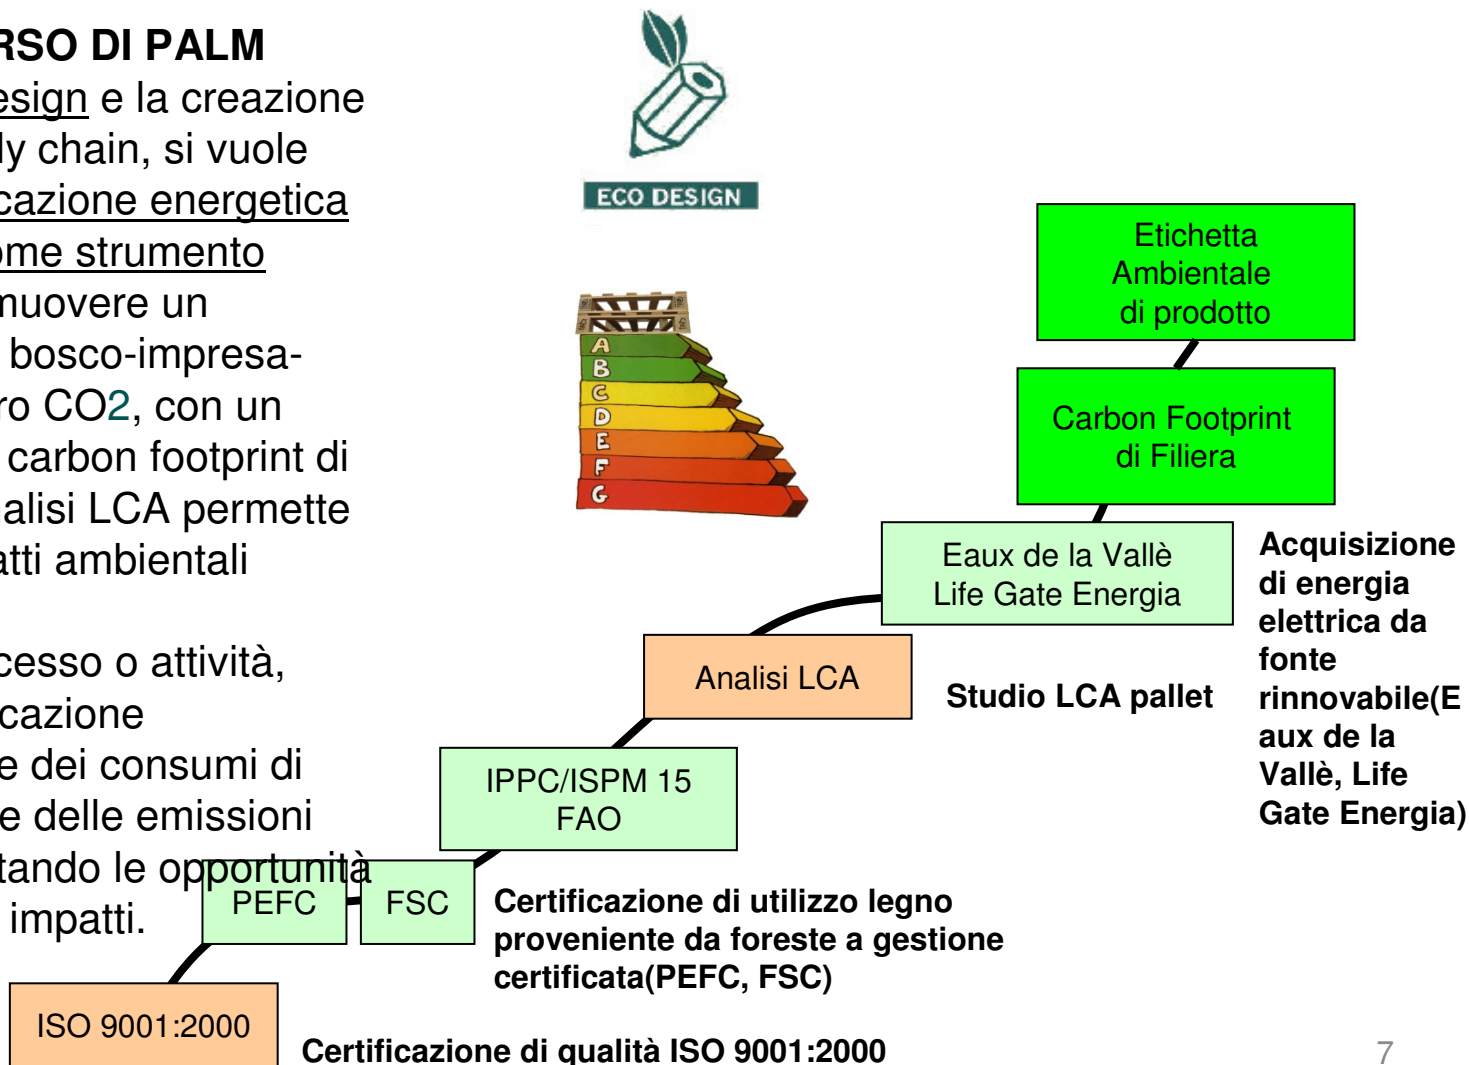 RSO DI PALM
esign e la creazione
ly chain, si vuole
cazione energetica
ome strumento
muovere un
bosco-impresa-
ro CO2, con un
carbon footprint di
nalisi LCA permette
atti ambientali
cesso o attività,
icazione
e dei consumi di
e delle emissioni
tando le opportunità
impatti.
ECO DESIGN
A
B
C
D
E
F
G
Etichetta
Ambientale
di prodotto
Carbon Footprint
di Filiera
Eaux de la Vallè
Life Gate Energia
Acquisizione
di energia
elettrica da
fonte
rinnovabile(E
aux de la
Vallè, Life
Gate Energia)
Analisi LCA
Studio LCA pallet
IPPC/ISPM 15
FAO
PEFC
FSC
Certificazione di utilizzo legno
proveniente da foreste a gestione
certificata(PEFC, FSC)
ISO 9001:2000
Certificazione di qualità ISO 9001:2000
7